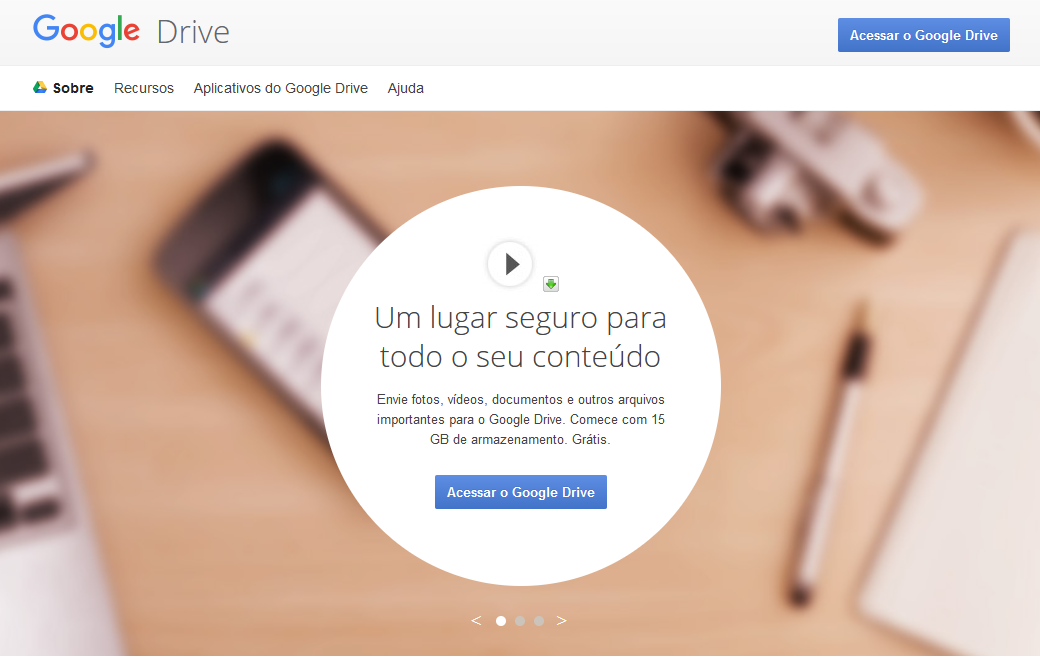 Google Drive
Acessar o Google Drive
Sobre Recursos Aplicativos do Google Drive Ajuda
Um lugar seguro para
todo o seu conteúdo
Envie fotos, vídeos, documentos e outros arquivos
importantes para o Google Drive. Comece com 15
GB de armazenamento. Grátis.
Acessar o Google Drive
< >